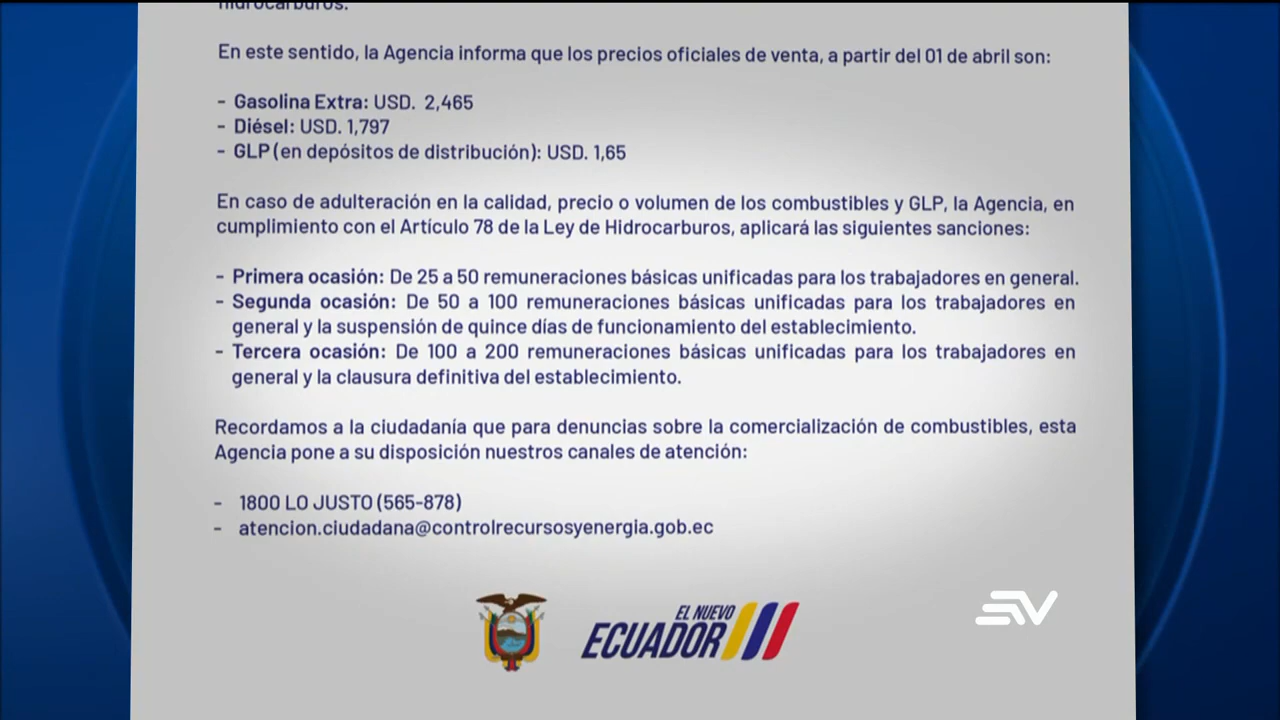 hidrocarburos.
En este sentido, la Agencia informa que los precios oficiales de venta, a partir del 01 de abril son:
- Gasolina Extra: USD.  2,465
- Diésel: USD. 1,797
- GLP (en depósitos de distribución): USD. 1,65
En caso de adulteración en la calidad, precio o volumen de los combustibles y GLP, la Agencia, en
cumplimiento con el Artículo 78 de la Ley de Hidrocarburos, aplicará las siguientes sanciones:
- Primera ocasión: De 25 a 50 remuneraciones básicas unificadas para los trabajadores en general.
- Segunda ocasión: De 50 a 100 remuneraciones básicas unificadas para los trabajadores en
general y la suspensión de quince días de funcionamiento del establecimiento.
- Tercera ocasión: De 100 a 200 remuneraciones básicas unificadas para los trabajadores en
general y la clausura definitiva del establecimiento.
Recordamos a la ciudadanía que para denuncias sobre la comercialización de combustibles, esta
Agencia pone a su disposición nuestros canales de atención:
- 1800 LO JUSTO (565-878)
- atencion.ciudadana@controlrecursosyenergia.gob.ec
EL NUEVO
ECUADOR